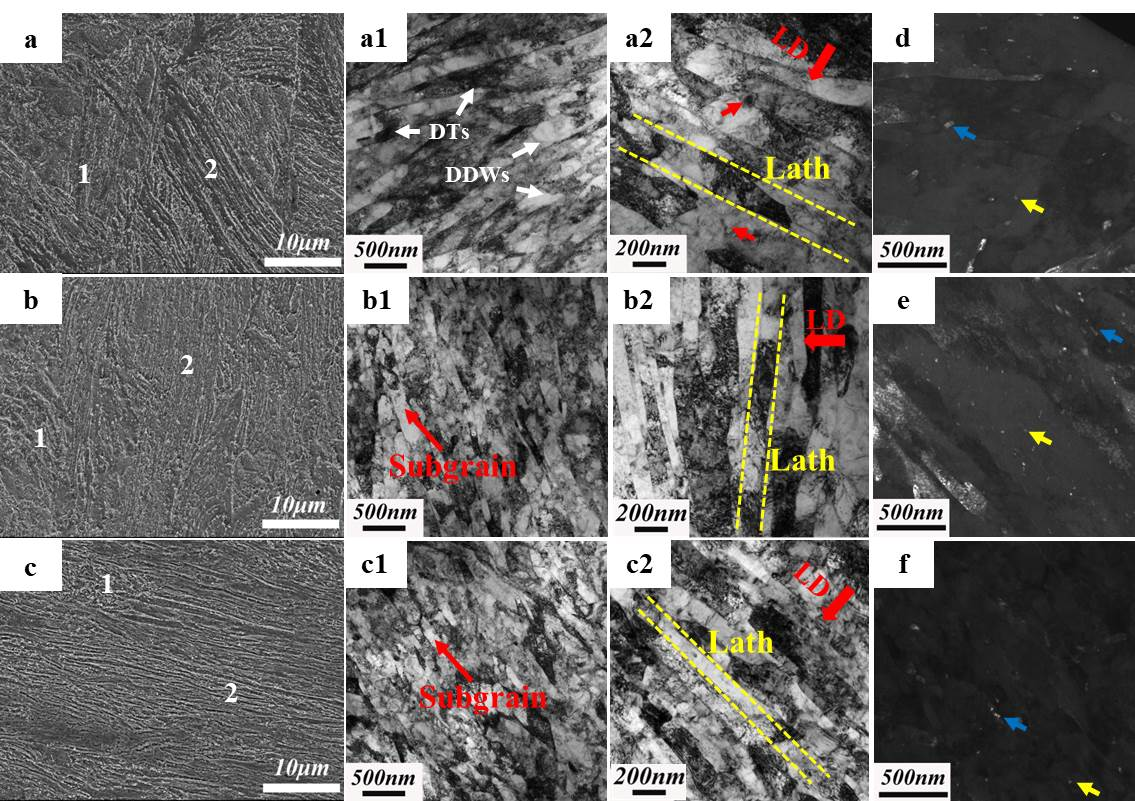 a
1
2
10μm
a1
DTs
DDWs
500nm
a2
LD
Lath
200nm
d
500nm
b
2
1
10μm
b1
Subgrain
500nm
b2
LD
Lath
200nm
e
500nm
c
1
2
10μm
c1
Subgrain
500nm
c2
LD
Lath
200nm
f
500nm